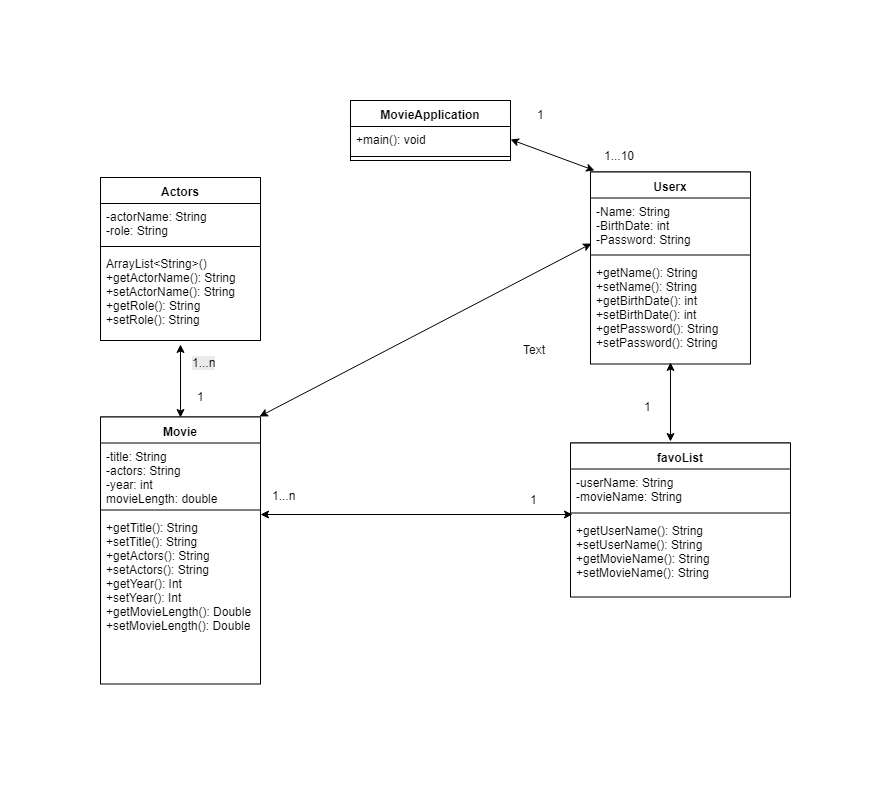 MovieApplication
+main(): void
1
1...10
Userx
-Name: String
-BirthDate: int
-Password: String
+getName(): String
+setName(): String
+getBirthDate(): int
+setBirthDate(): int
+getPassword(): String
+setPassword(): String
Actors
-actorName: String
-role: String
ArrayList<String>()
+getActorName(): String
+setActorName(): String
+getRole(): String
+setRole(): String
Text
1...n
1
1
Movie
-title: String
-actors: String
-year: int
movieLength: double
+getTitle(): String
+setTitle(): String
+getActors(): String
+setActors(): String
+getYear(): Int
+setYear(): Int
+getMovieLength(): Double
+setMovieLength(): Double
1...n
1
favoList
-userName: String
-movieName: String
+getUserName(): String
+setUserName(): String
+getMovieName(): String
+setMovieName(): String